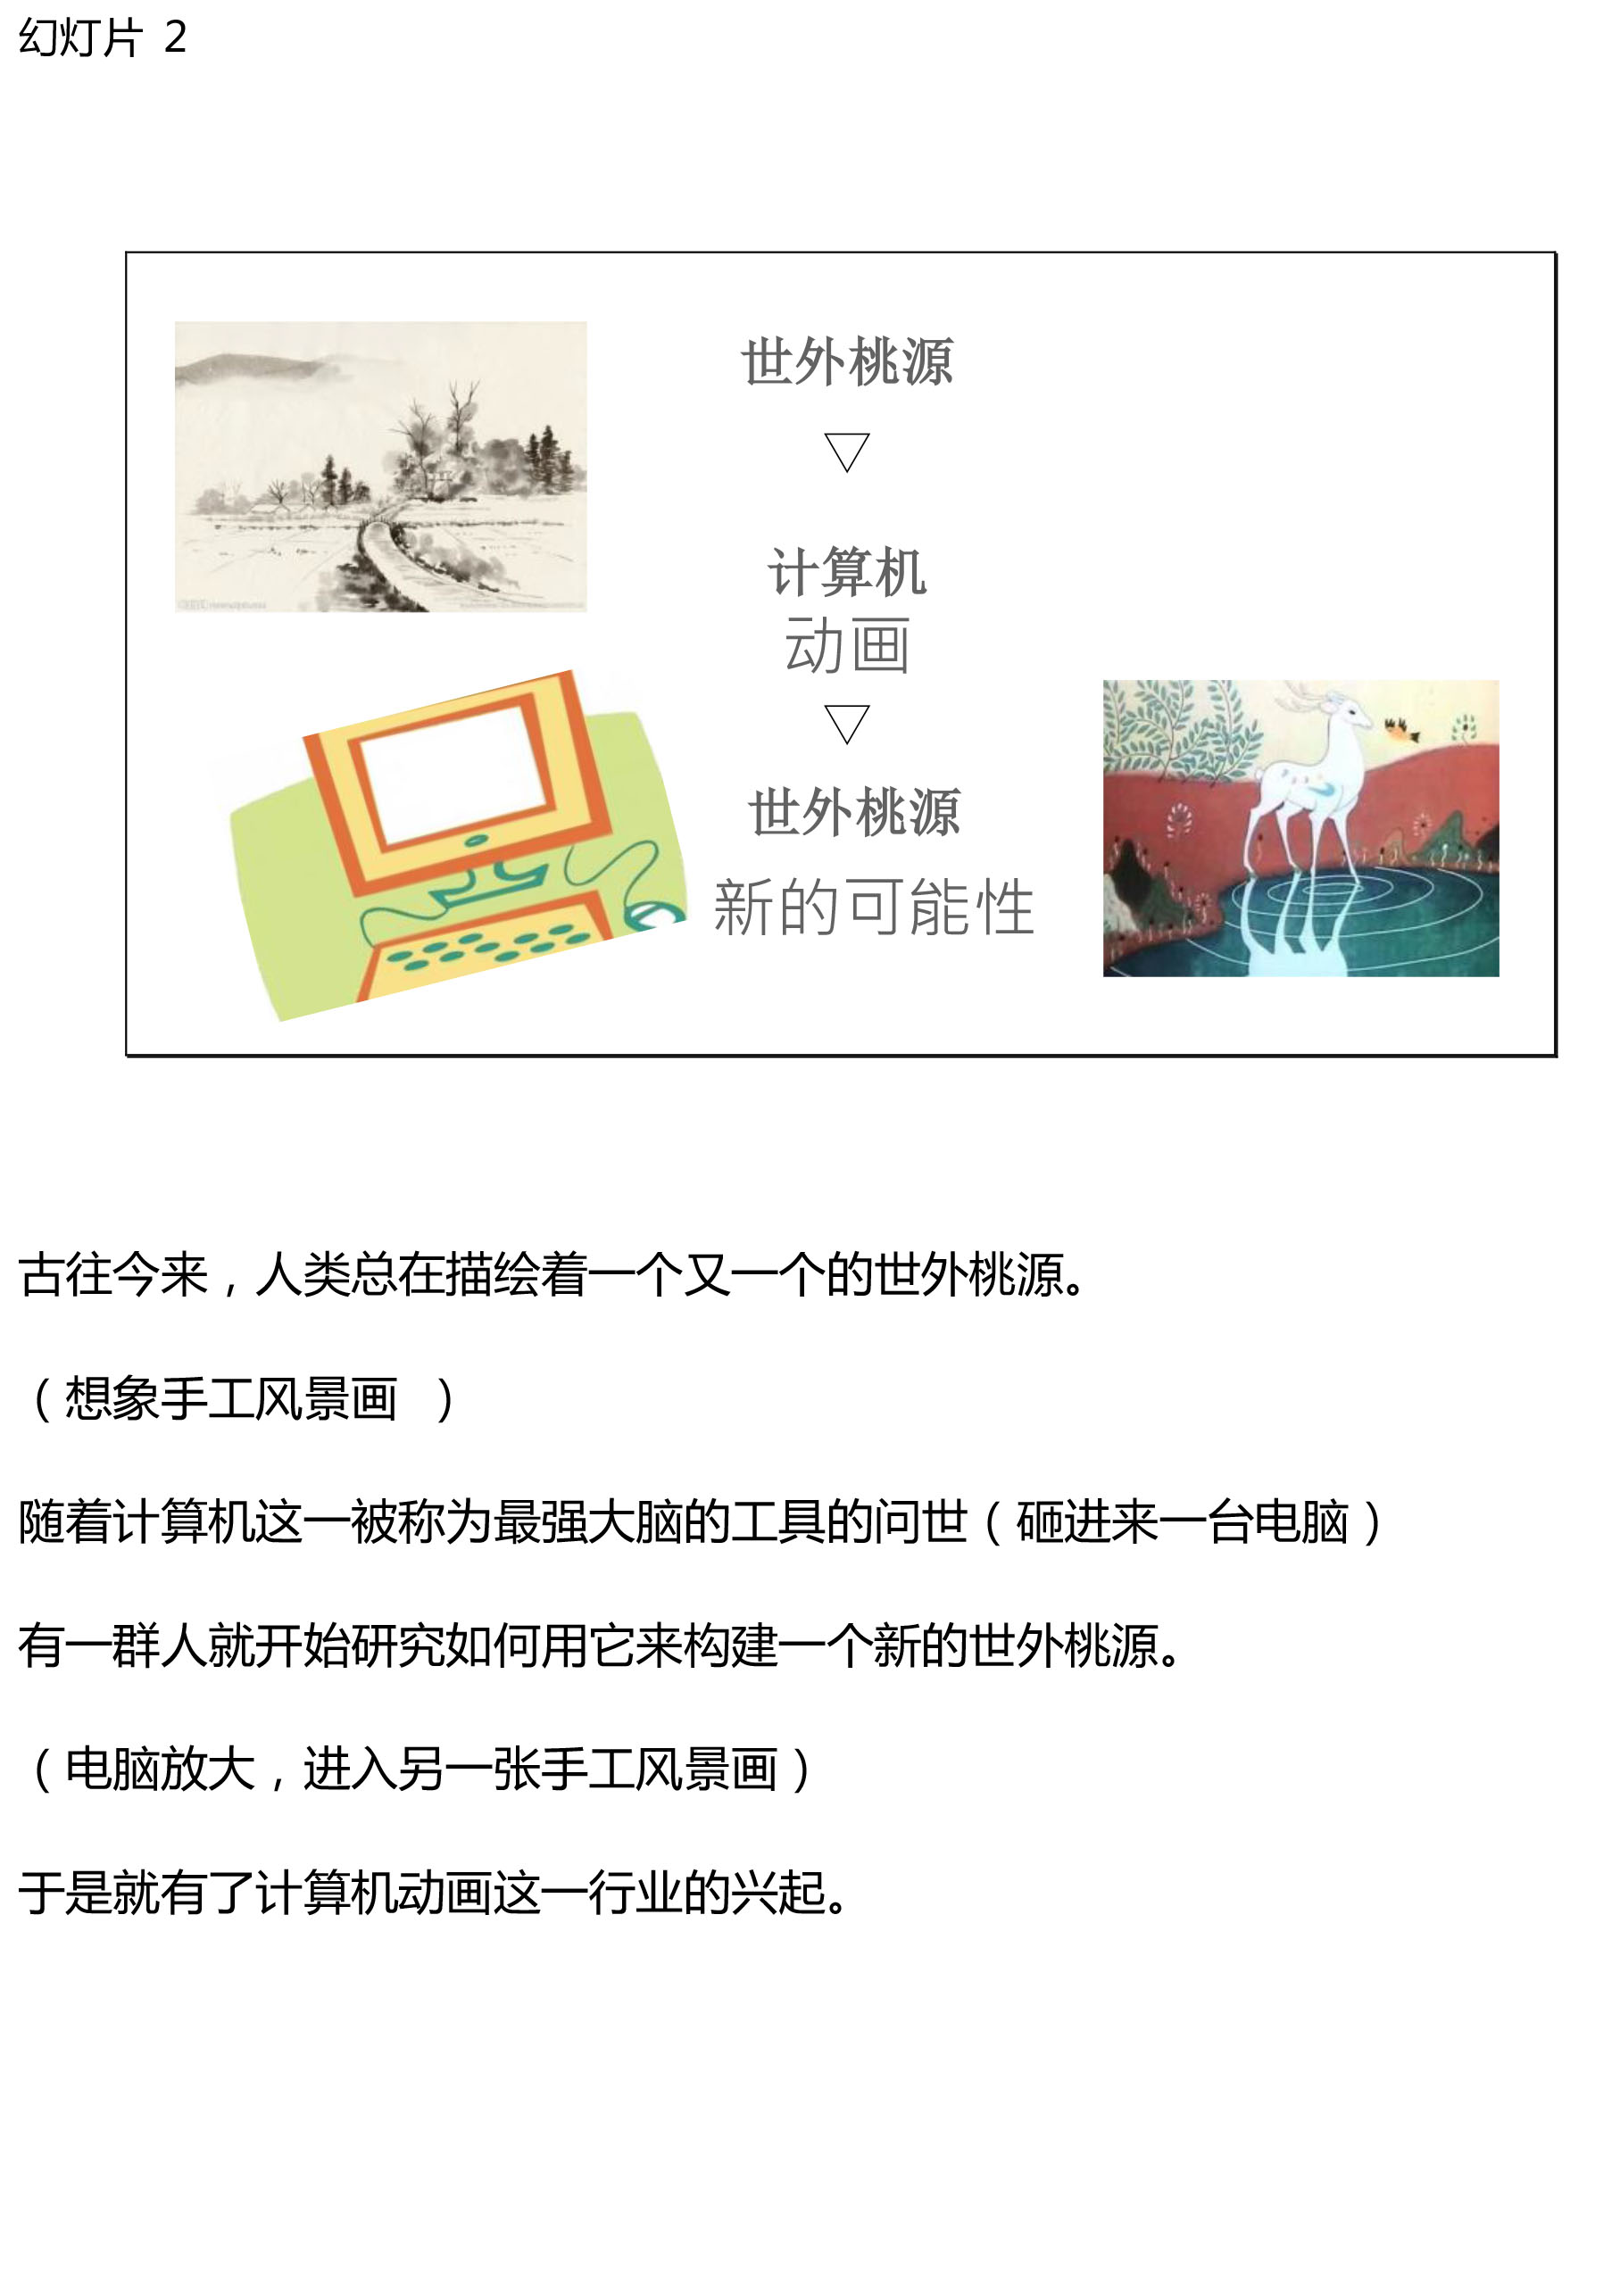 幻灯片 2
世外桃源
计算机
动画
世外桃源
新的可能性
古往今来，人类总在描绘着一个又一个的世外桃源。
（想象手工风景画 ）
随着计算机这一被称为最强大脑的工具的问世（砸进来一台电脑）
有一群人就开始研究如何用它来构建一个新的世外桃源。
（电脑放大，进入另一张手工风景画）
于是就有了计算机动画这一行业的兴起。